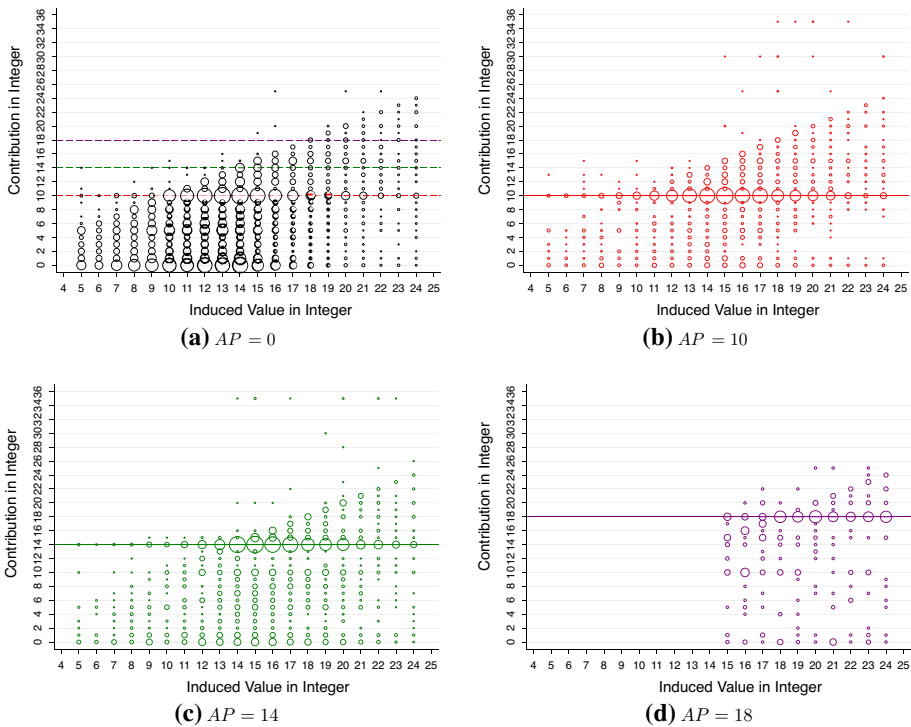 Contribution in Integer
0 2 4 6 8 10 12 14 16 18 20 22 24 26 28 30 32 34 36
4 5 6 7 8 9 10 11 12 13 14 15 16 17 18 19 20 21 22 23 24 25
Induced Value in Integer
(a) AP = 0
Contribution in Integer
0 2 4 6 8 10 12 14 16 18 20 22 24 26 28 30 32 34 36
4 5 6 7 8 9 10 11 12 13 14 15 16 17 18 19 20 21 22 23 24 25
Induced Value in Integer
(b) AP = 10
Contribution in Integer
0 2 4 6 8 10 12 14 16 18 20 22 24 26 28 30 32 34 36
4 5 6 7 8 9 10 11 12 13 14 15 16 17 18 19 20 21 22 23 24 25
Induced Value in Integer
(c) AP = 14
Contribution in Integer
0 2 4 6 8 10 12 14 16 18 20 22 24 26 28 30 32 34 36
4 5 6 7 8 9 10 11 12 13 14 15 16 17 18 19 20 21 22 23 24 25
Induced Value in Integer
(d) AP = 18